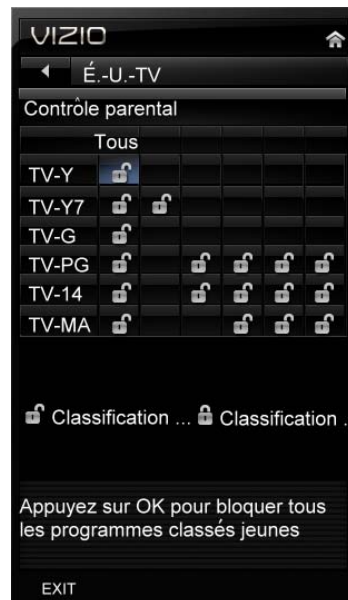 VIZIO
É.-U.-TV
Contrôle parental
Tous
TV-Y
TV-Y7
TV-G
TV-PG
TV-14
TV-MA
Classification ... Classification .
Appuyez sur OK pour bloquer tous
les programmes classés jeunes
EXIT